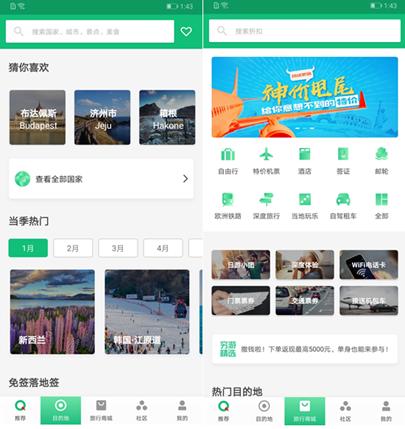 1:43
搜索国家，城市，景点，美食
猜你喜欢
布达佩斯
Budapest
济州市
Jeju
箱根
Hakone
查看全部国家
当季热门
1月
2月
3月
4月
新西兰
韩国·江原道
免签落地签
推荐
目的地
旅行商城
社区
我的
1:43
搜索折扣
神价甩尾
给你意想不到的特价
自由行
特价机票
酒店
签证
邮轮
欧洲铁路
深度旅行
当地玩乐
自驾租车
全部
日游小团
深度体验
WiFi电话卡
门票票券
交通票券
接送机包车
穷游
精选
撒钱啦！下单返现最高5000元，单身也能来参与！
热门目的地
推荐
目的地
旅行商城
社区
我的